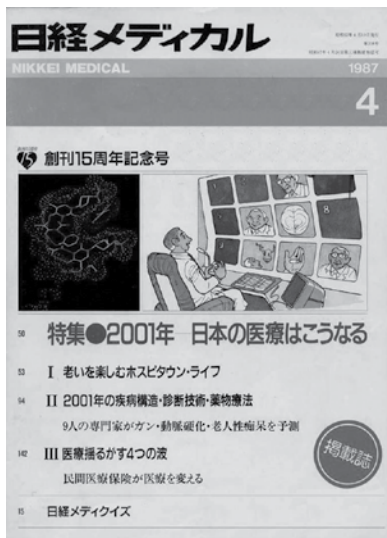 日経メディカル
NIKKEI MEDICAL
1987
4
15
創刊15周年記念号
50
特集●2001年 日本の医療はこうなる
53
I 老いを楽しむホスピタウン・ライフ
94
II 2001年の疾病構造・診断技術・薬物療法
9人の専門家がガン・動脈硬化・老人性痴呆を予測
142
III 医療揺るがす4つの波
民間医療保険が医療を変える
掲載誌
15
日経メディクイズ